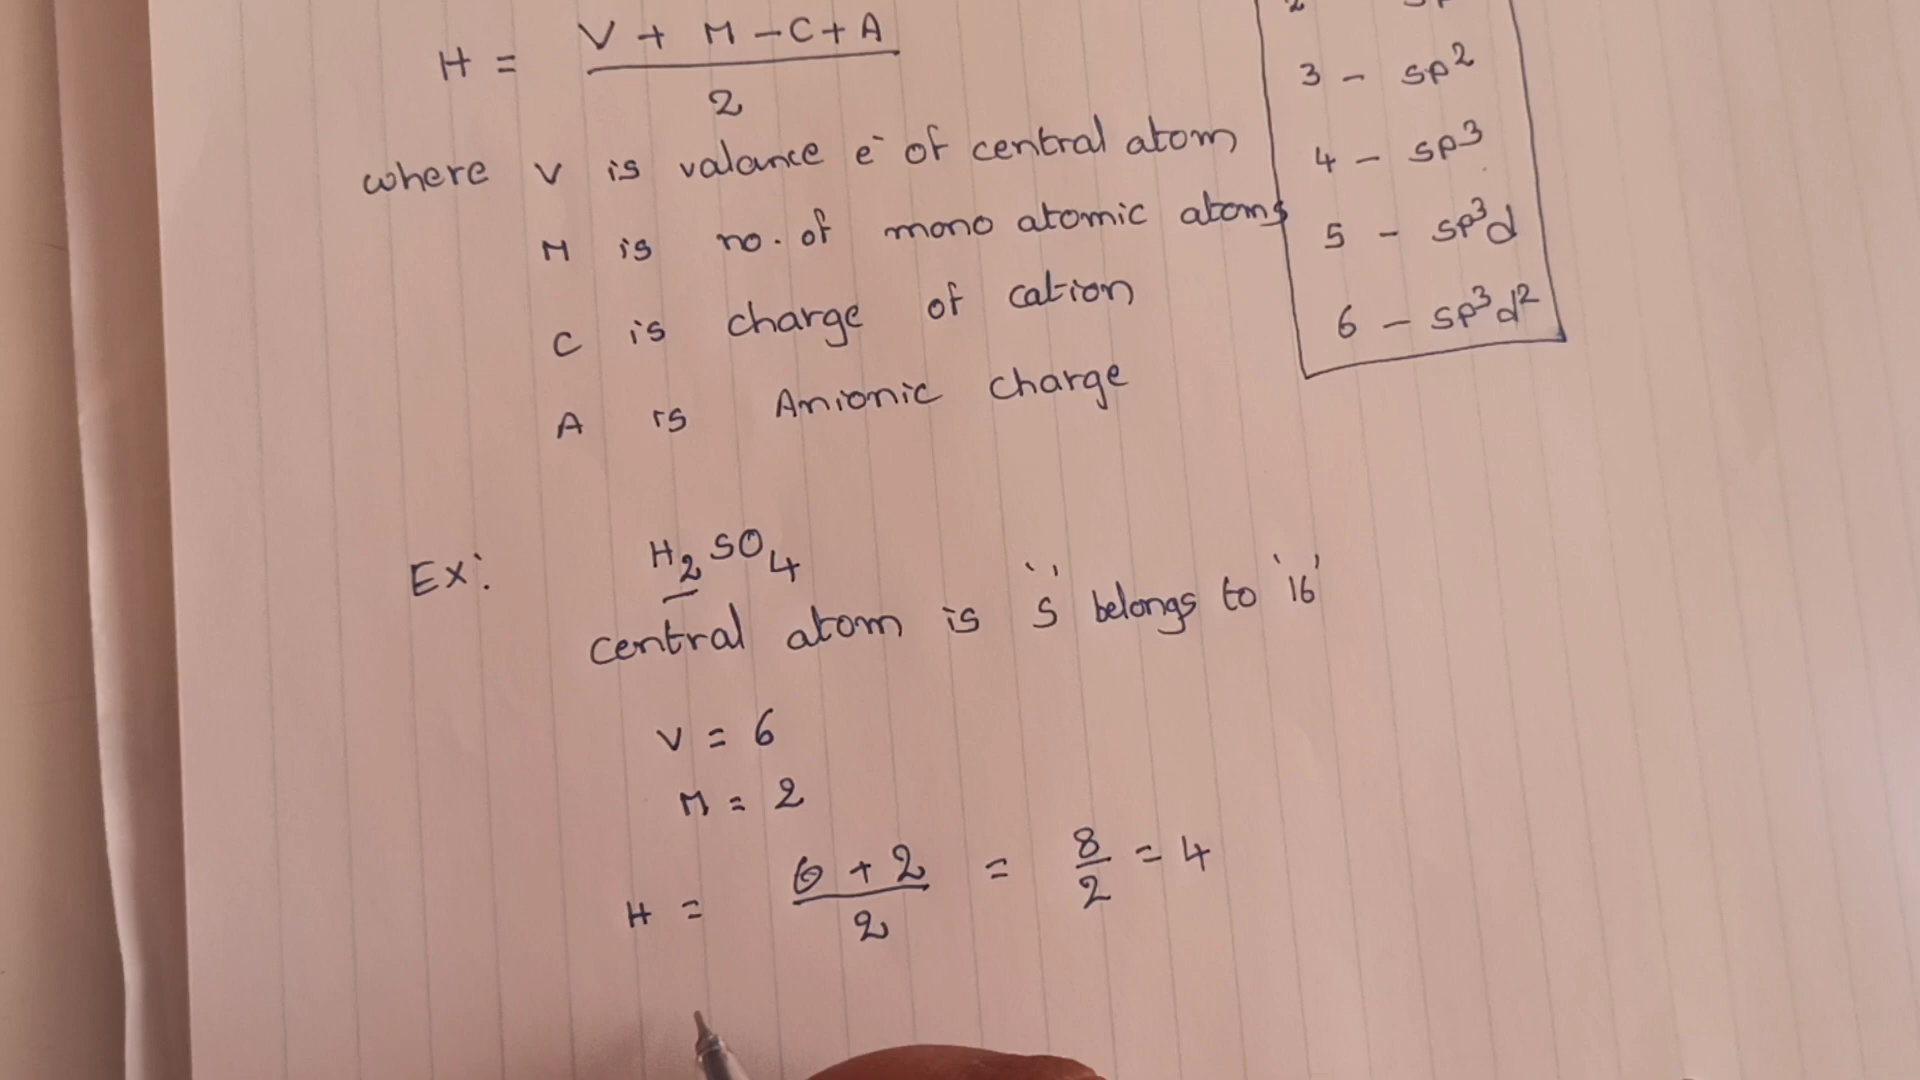 H = V + M - C + A
2
where V is valance e⁻ of central atom
M is no. of mono atomic atoms
C is charge of cation
A is Anionic charge
3 - sp²
4 - sp³
5 - sp³d
6 - sp³d²
Ex: H₂SO₄
central atom is 'S' belongs to '16'
V = 6
M = 2
H = 6 + 2 / 2 = 8 / 2 = 4